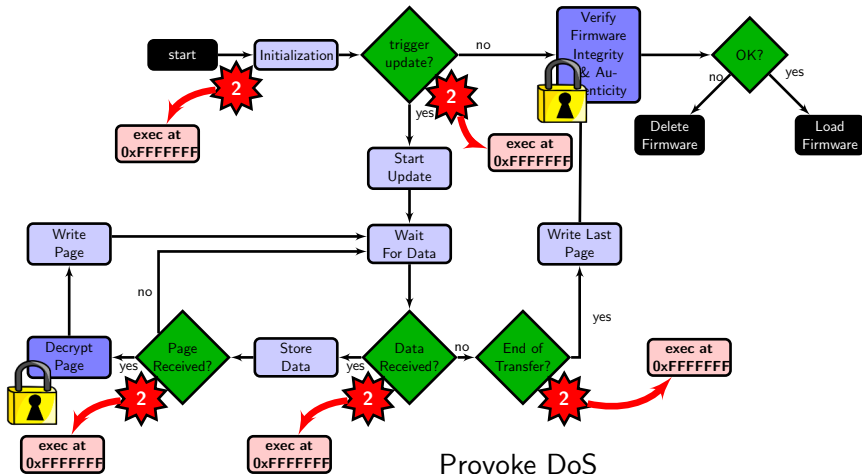 start
Initialization
trigger
update?
no
Verify
Firmware
Integrity
& Au-
enticity
OK?
no
yes
2
2
yes
exec at
0xFFFFFFF
exec at
0xFFFFFFF
Delete
Firmware
Load
Firmware
Start
Update
Write
Page
Wait
For Data
Write Last
Page
no
yes
Decrypt
Page
yes
Page
Received?
Store
Data
yes
Data
Received?
no
End of
Transfer?
exec at
0xFFFFFFF
2
2
2
exec at
0xFFFFFFF
exec at
0xFFFFFFF
Provoke DoS